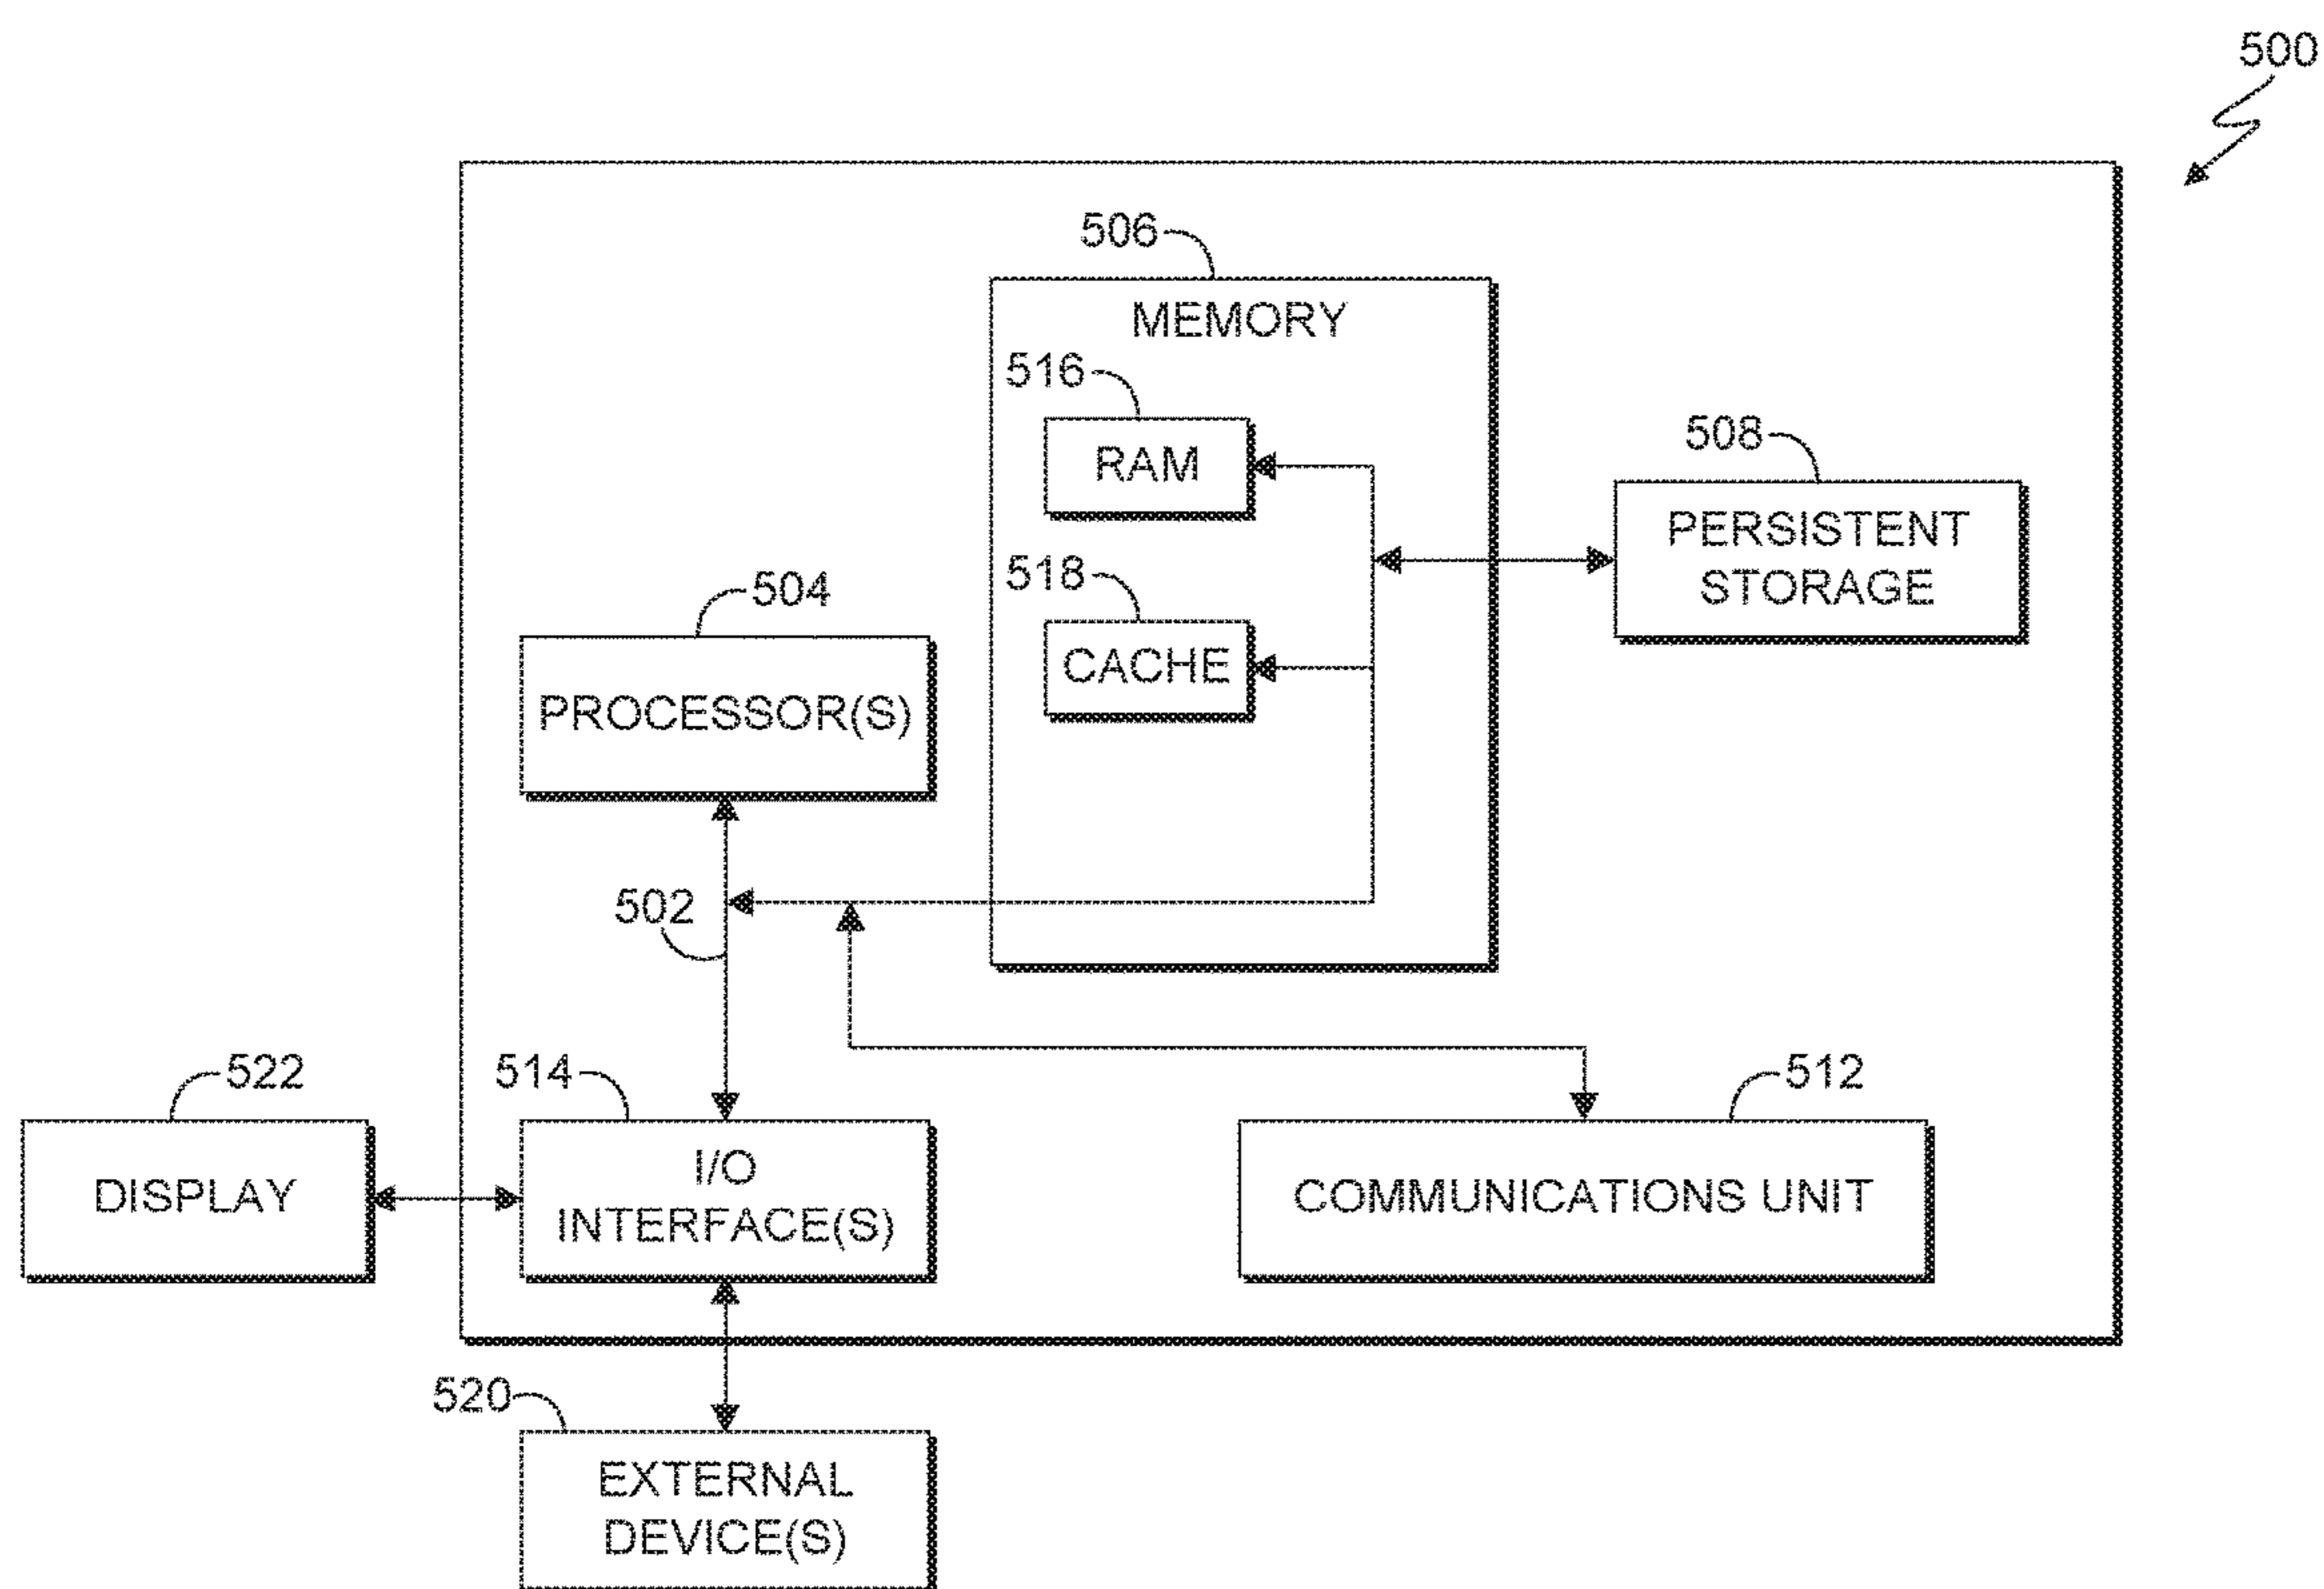 500
506
MEMORY
516
RAM
508
PERSISTENT
STORAGE
518
CACHE
504
PROCESSOR(S)
502
522
DISPLAY
514
I/O
INTERFACE(S)
512
COMMUNICATIONS UNIT
520
EXTERNAL
DEVICE(S)